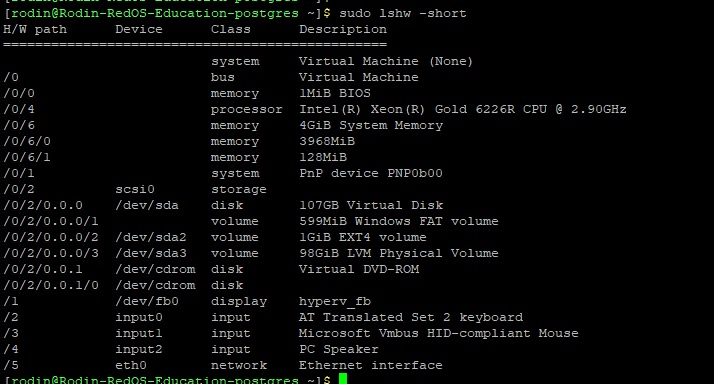 [rodin@Rodin-RedOS-Education-postgres ~]$ sudo lshw -short
H/W path      Device      Class      Description
================================================
                          system     Virtual Machine (None)
/0                        bus        Virtual Machine
/0/0                      memory     1MiB BIOS
/0/4                      processor  Intel(R) Xeon(R) Gold 6226R CPU @ 2.90GHz
/0/6                      memory     4GiB System Memory
/0/6/0                    memory     3968MiB
/0/6/1                    memory     128MiB
/0/1                      system     PnP device PNP0b00
/0/2          scsi0       storage
/0/2/0.0.0    /dev/sda    disk       107GB Virtual Disk
/0/2/0.0.0/1              volume     599MiB Windows FAT volume
/0/2/0.0.0/2  /dev/sda2   volume     1GiB EXT4 volume
/0/2/0.0.0/3  /dev/sda3   volume     98GiB LVM Physical Volume
/0/2/0.0.1    /dev/cdrom  disk       Virtual DVD-ROM
/0/2/0.0.1/0  /dev/cdrom  disk
/1            /dev/fb0    display    hyperv_fb
/2            input0      input      AT Translated Set 2 keyboard
/3            input1      input      Microsoft Vmbus HID-compliant Mouse
/4            input2      input      PC Speaker
/5            eth0        network    Ethernet interface
[rodin@Rodin-RedOS-Education-postgres ~]$